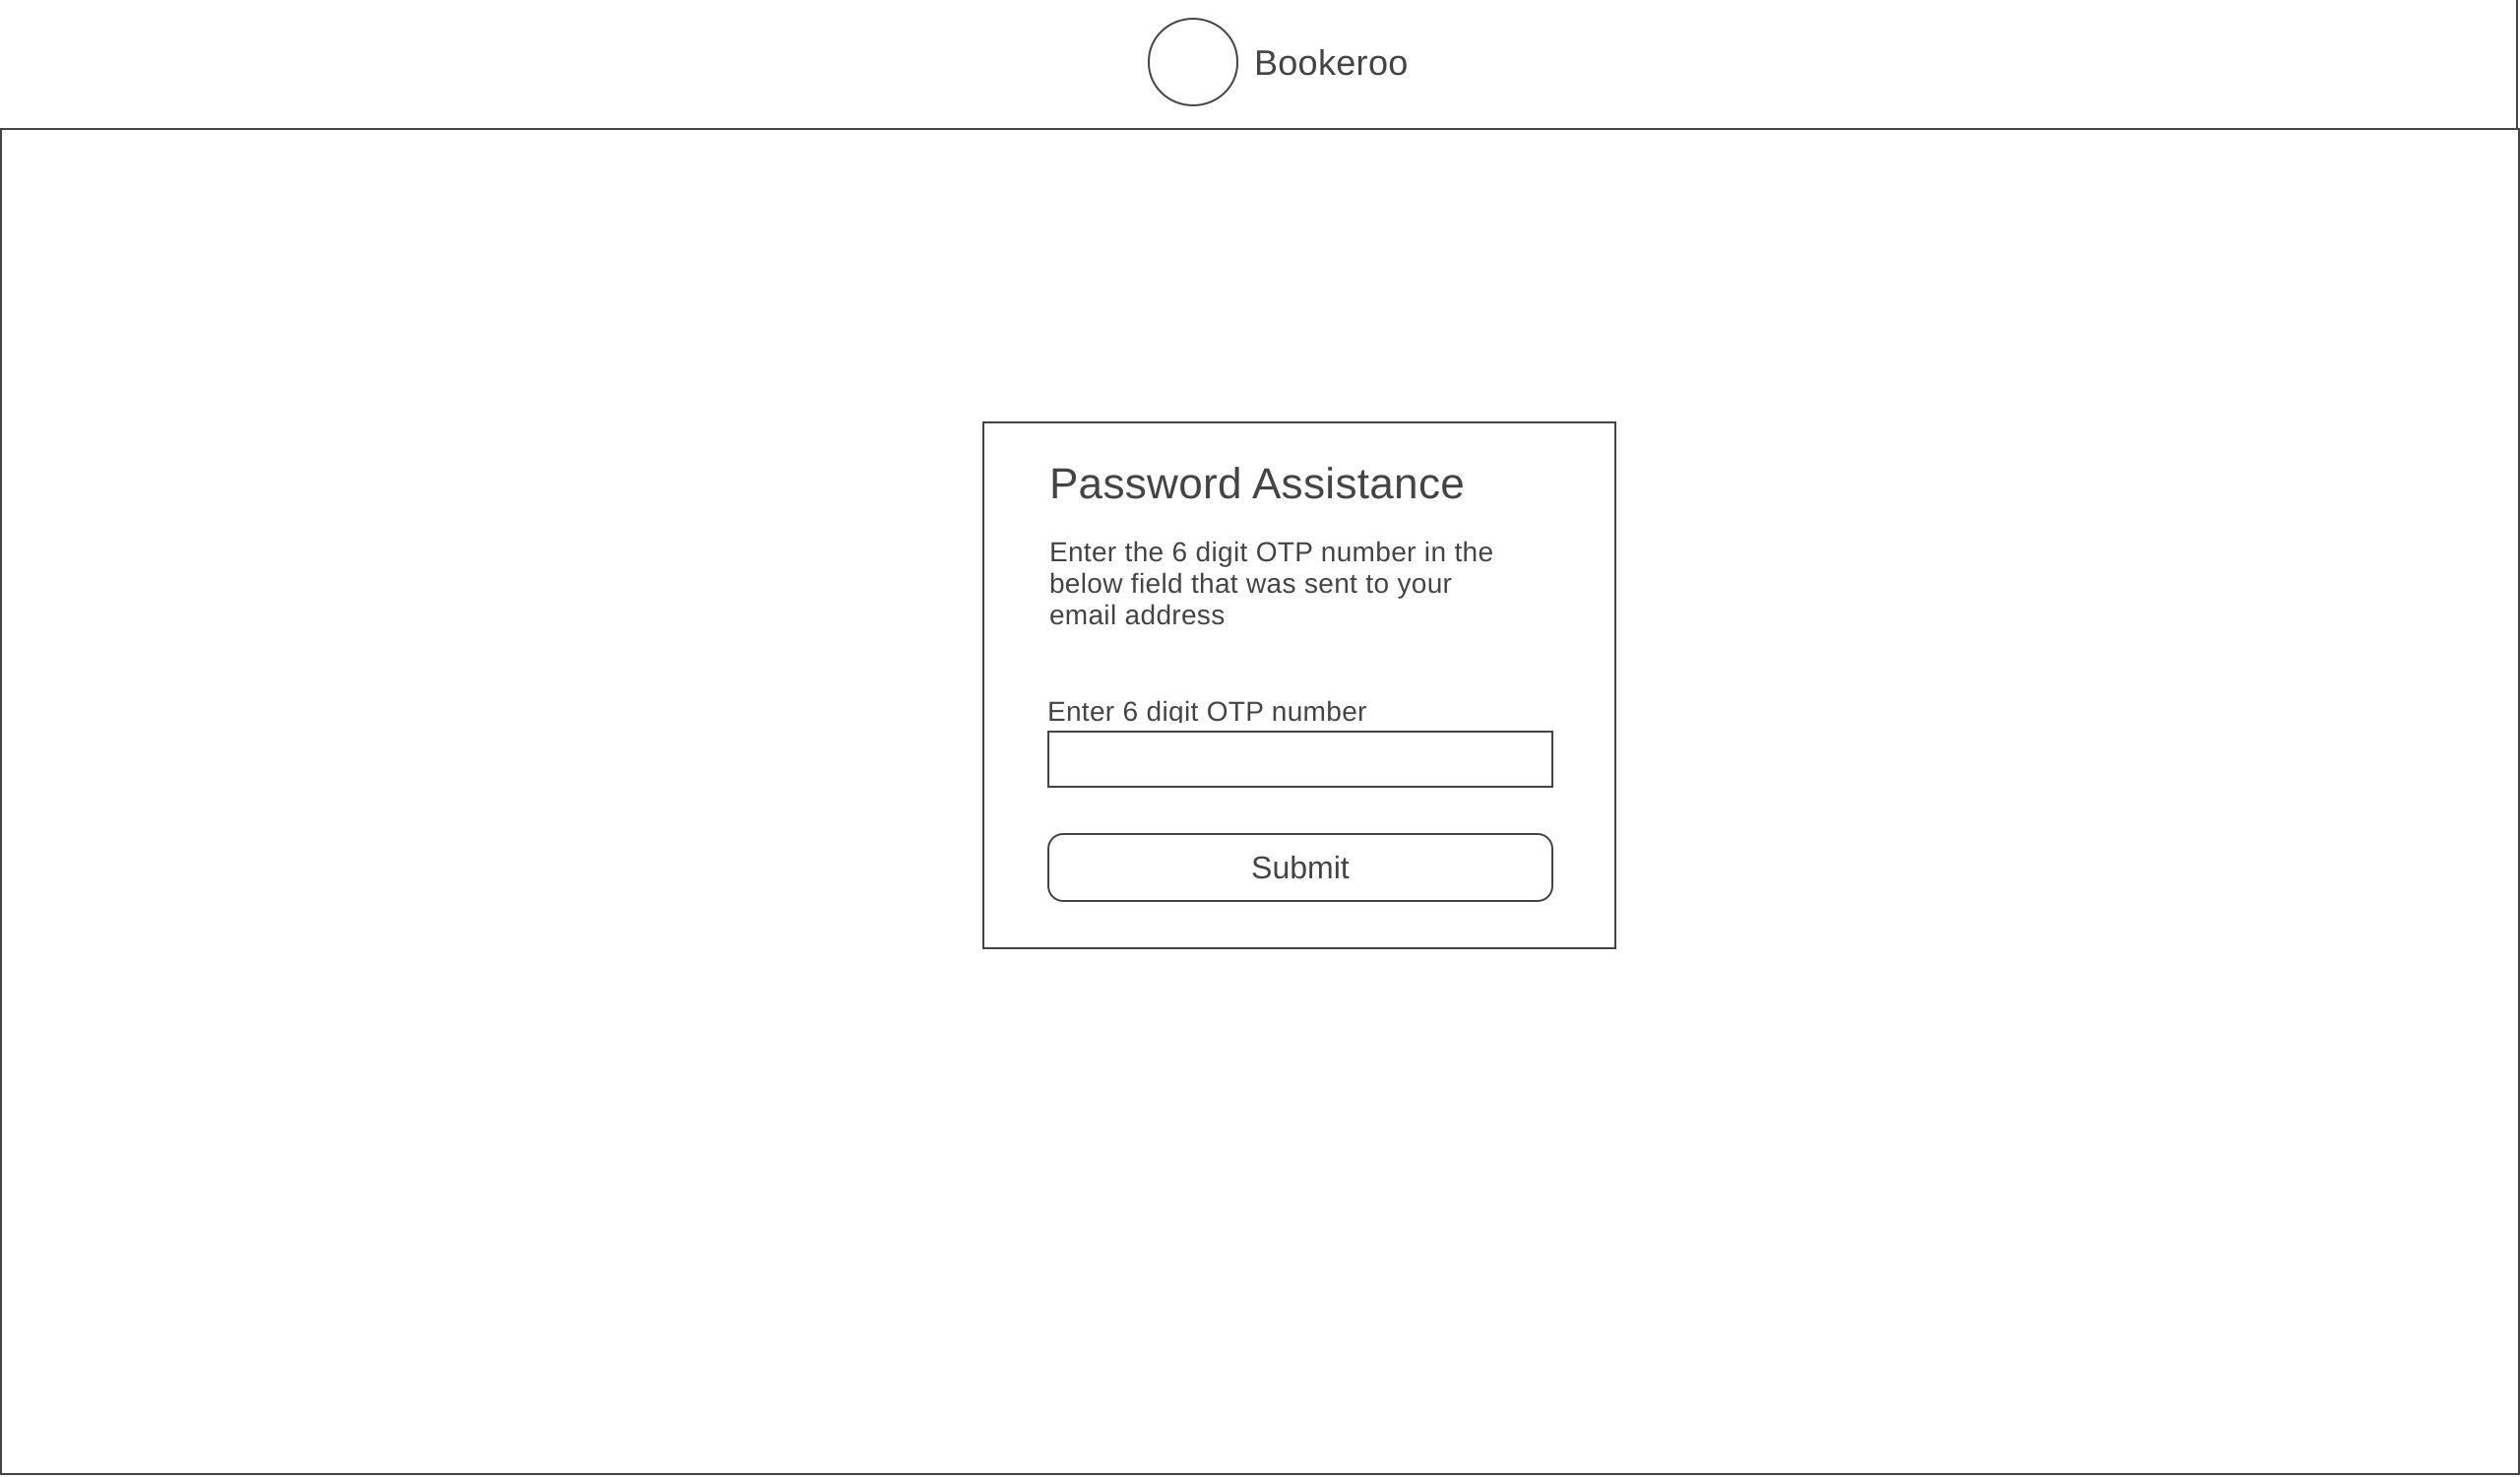 Bookeroo
Password Assistance
Enter the 6 digit OTP number in the
below field that was sent to your
email address
Enter 6 digit OTP number
Submit